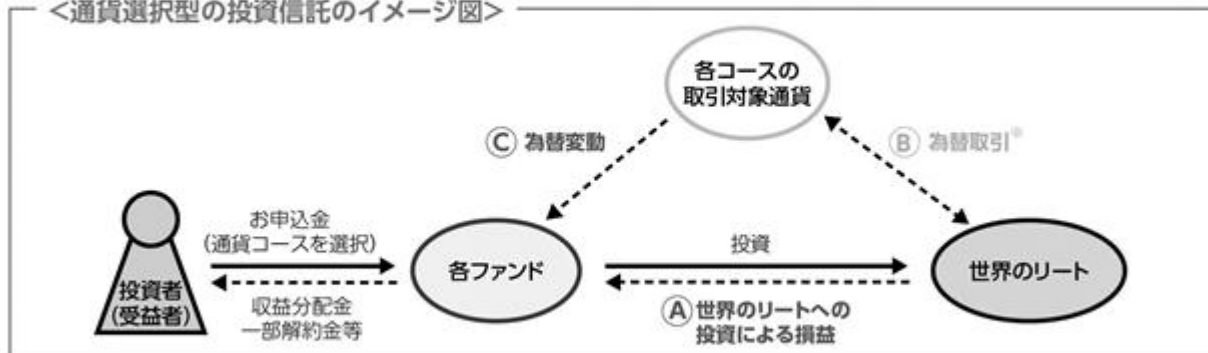 <通貨選択型の投資信託のイメージ図>
各コースの
取引対象通貨
Ⓒ 為替変動
Ⓑ 為替取引※
お申込金
(通貨コースを選択)
投資
投資者
(受益者)
各ファンド
世界のリート
収益分配金
一部解約金等
Ⓐ 世界のリートへの
投資による損益